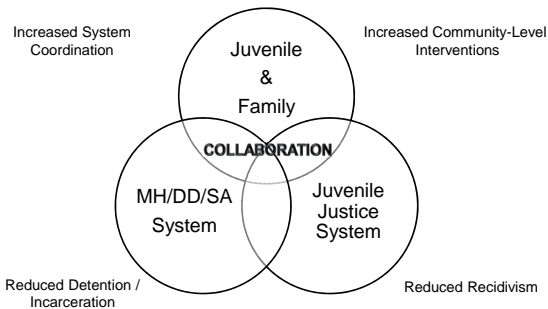 Increased System
Coordination
Increased Community-Level
Interventions
Juvenile
&
Family
COLLABORATION
MH/DD/SA
System
Juvenile
Justice
System
Reduced Detention /
Incarceration
Reduced Recidivism